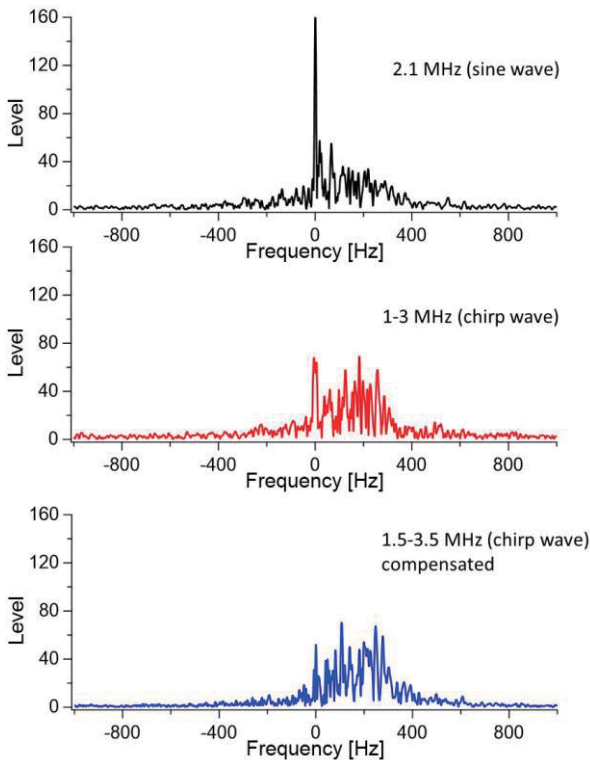 160
120
80
40
0
Level
2.1 MHz (sine wave)
-800 -400 0 400 800
Frequency [Hz]
160
120
80
40
0
Level
1-3 MHz (chirp wave)
-800 -400 0 400 800
Frequency [Hz]
160
120
80
40
0
Level
1.5-3.5 MHz (chirp wave)
compensated
-800 -400 0 400 800
Frequency [Hz]